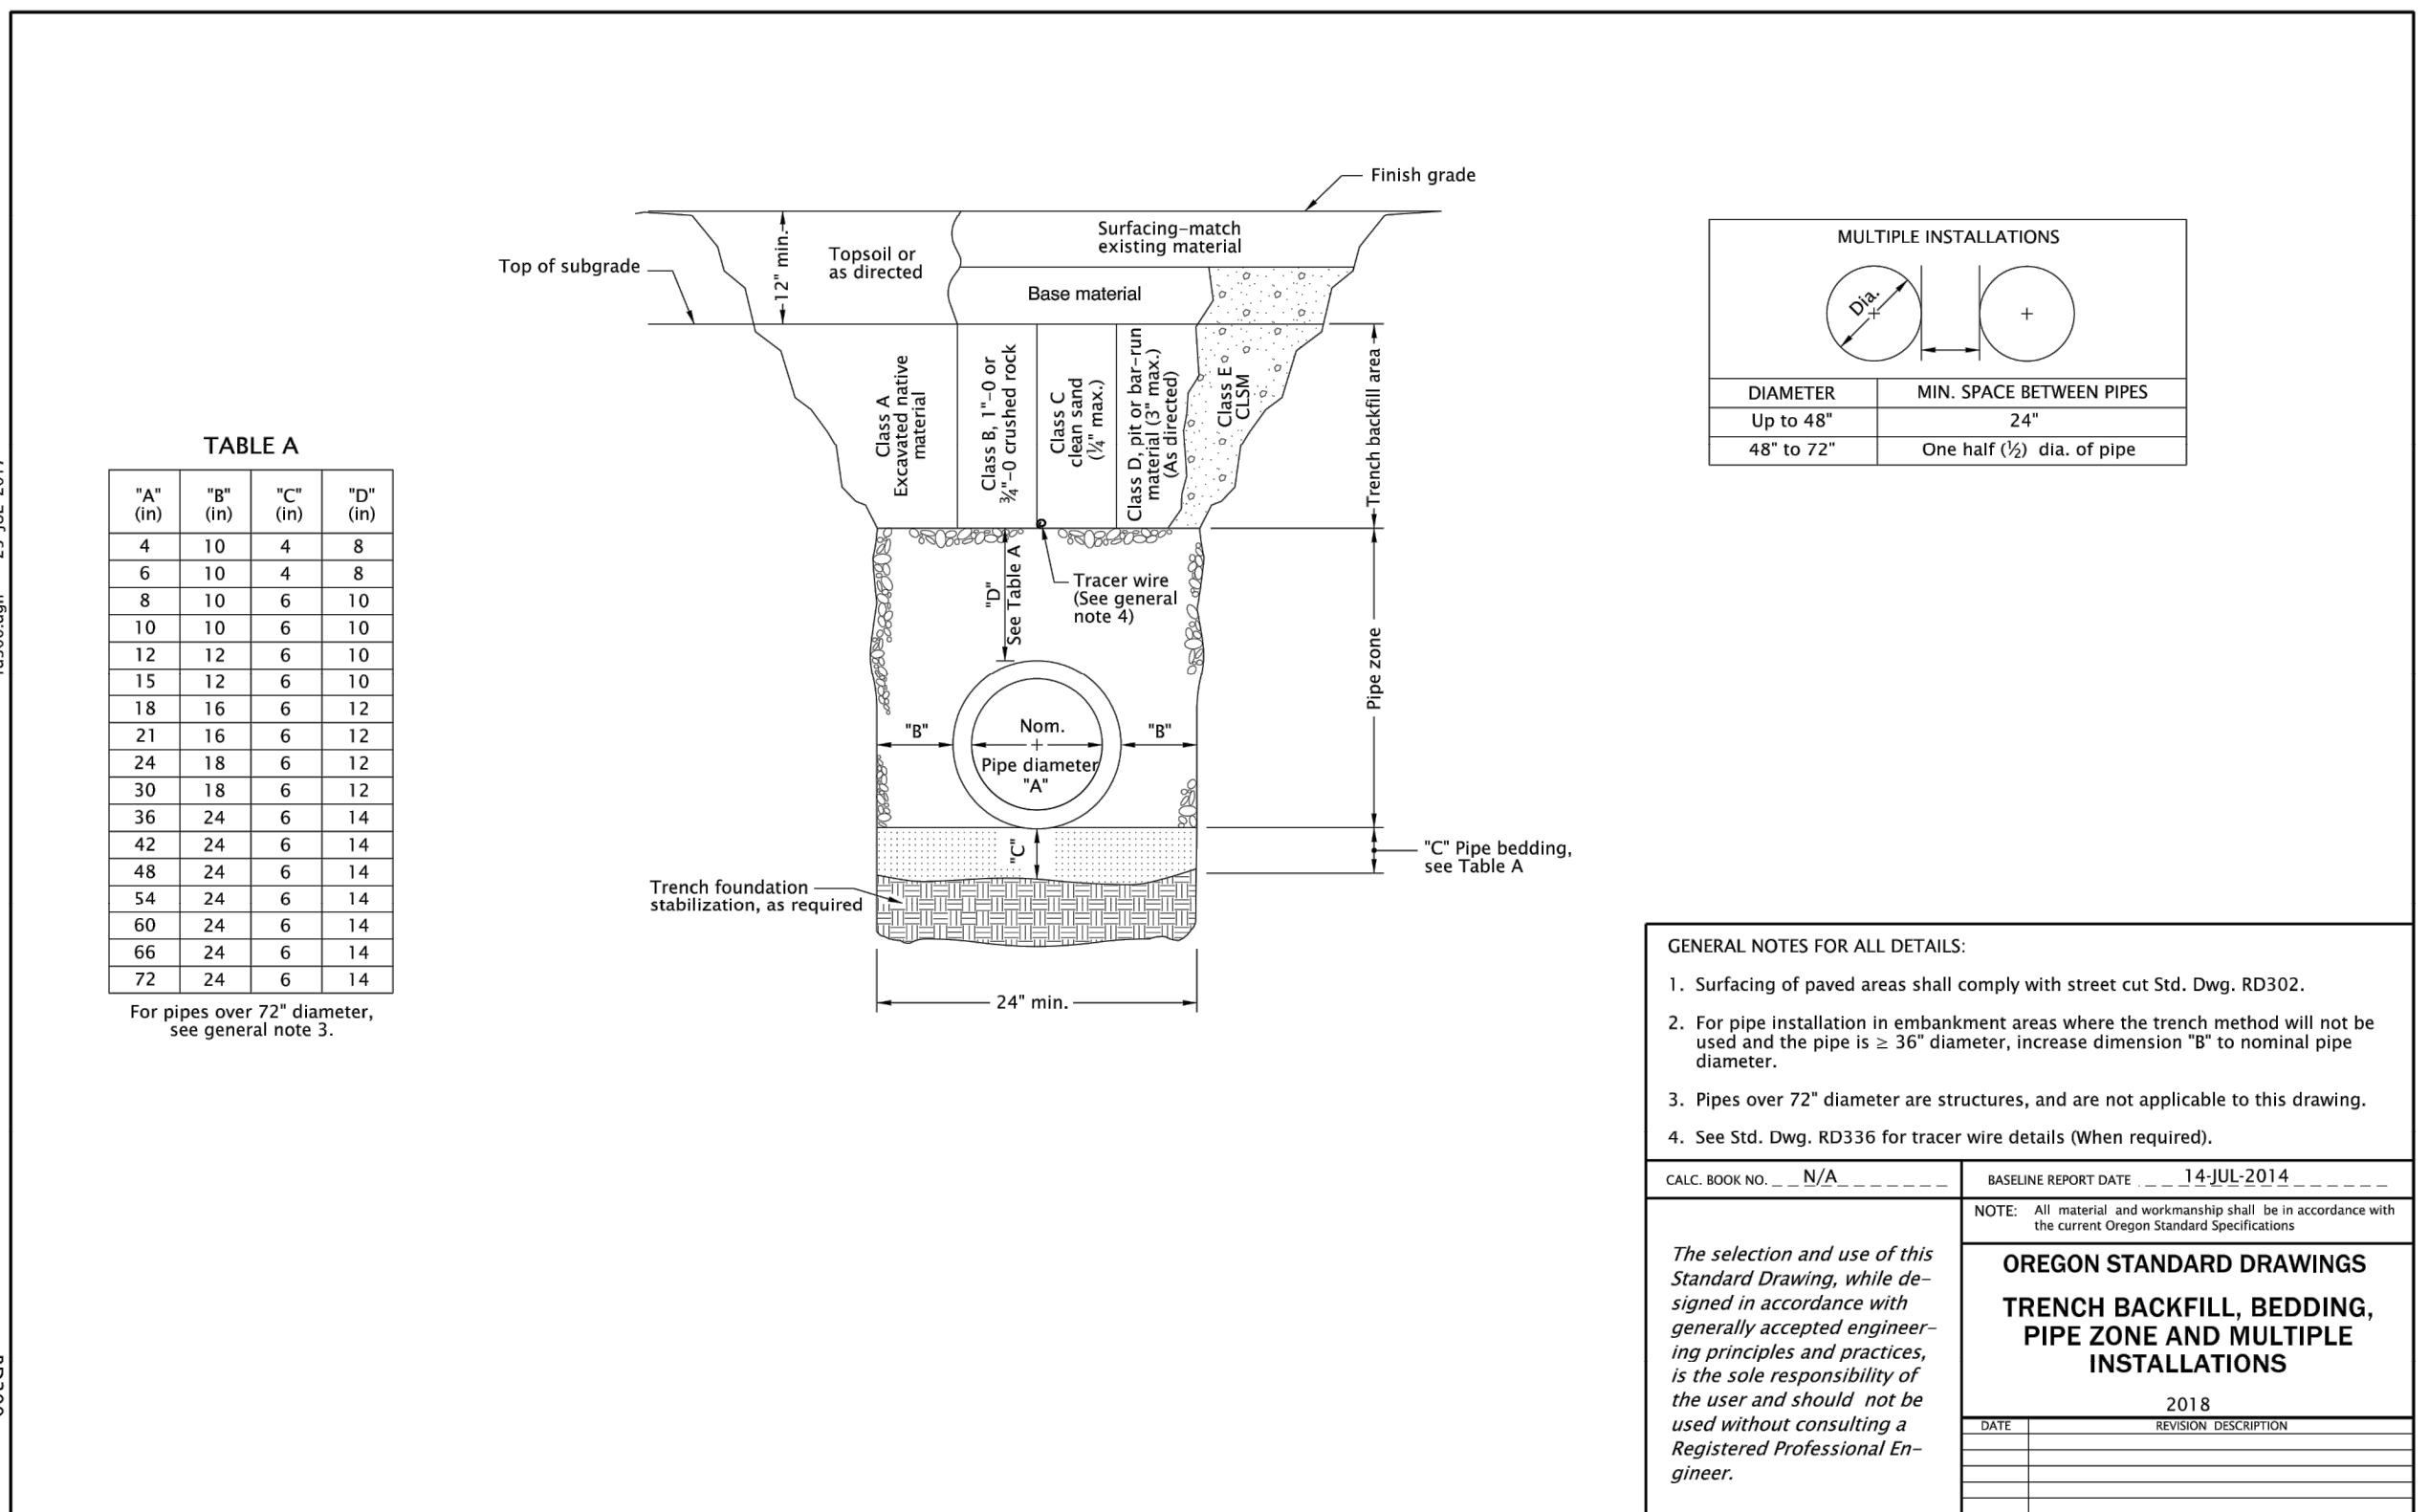 Finish grade
Surfacing-match
existing material
Topsoil or
as directed
12" min.
Top of subgrade
Base material
Class A
Excavated native
material
Class B, 1"-0 or
¾"-0 crushed rock
Class C
clean sand
(¼" max.)
Class D, pit or bar-run
material (3" max.)
(As directed)
Class E
CLSM
Trench backfill area
"D"
See Table A
Tracer wire
(See general
note 4)
Pipe zone
"B"
Nom.
"B"
Pipe diameter
"A"
"C"
"C" Pipe bedding,
see Table A
Trench foundation
stabilization, as required
24" min.
TABLE A
"A" "B" "C" "D"
(in) (in) (in) (in)
4 10 4 8
6 10 4 8
8 10 6 10
10 10 6 10
12 12 6 10
15 12 6 10
18 16 6 12
21 16 6 12
24 18 6 12
30 18 6 12
36 24 6 14
42 24 6 14
48 24 6 14
54 24 6 14
60 24 6 14
66 24 6 14
72 24 6 14
For pipes over 72" diameter,
see general note 3.
MULTIPLE INSTALLATIONS
Dia.
DIAMETER MIN. SPACE BETWEEN PIPES
Up to 48" 24"
48" to 72" One half (½) dia. of pipe
GENERAL NOTES FOR ALL DETAILS:
1. Surfacing of paved areas shall comply with street cut Std. Dwg. RD302.
2. For pipe installation in embankment areas where the trench method will not be
used and the pipe is ≥ 36" diameter, increase dimension "B" to nominal pipe
diameter.
3. Pipes over 72" diameter are structures, and are not applicable to this drawing.
4. See Std. Dwg. RD336 for tracer wire details (When required).
CALC. BOOK NO. N/A
BASELINE REPORT DATE 14-JUL-2014
NOTE: All material and workmanship shall be in accordance with
the current Oregon Standard Specifications
The selection and use of this
Standard Drawing, while de-
signed in accordance with
generally accepted engineer-
ing principles and practices,
is the sole responsibility of
the user and should not be
used without consulting a
Registered Professional En-
gineer.
OREGON STANDARD DRAWINGS
TRENCH BACKFILL, BEDDING,
PIPE ZONE AND MULTIPLE
INSTALLATIONS
2018
DATE REVISION DESCRIPTION